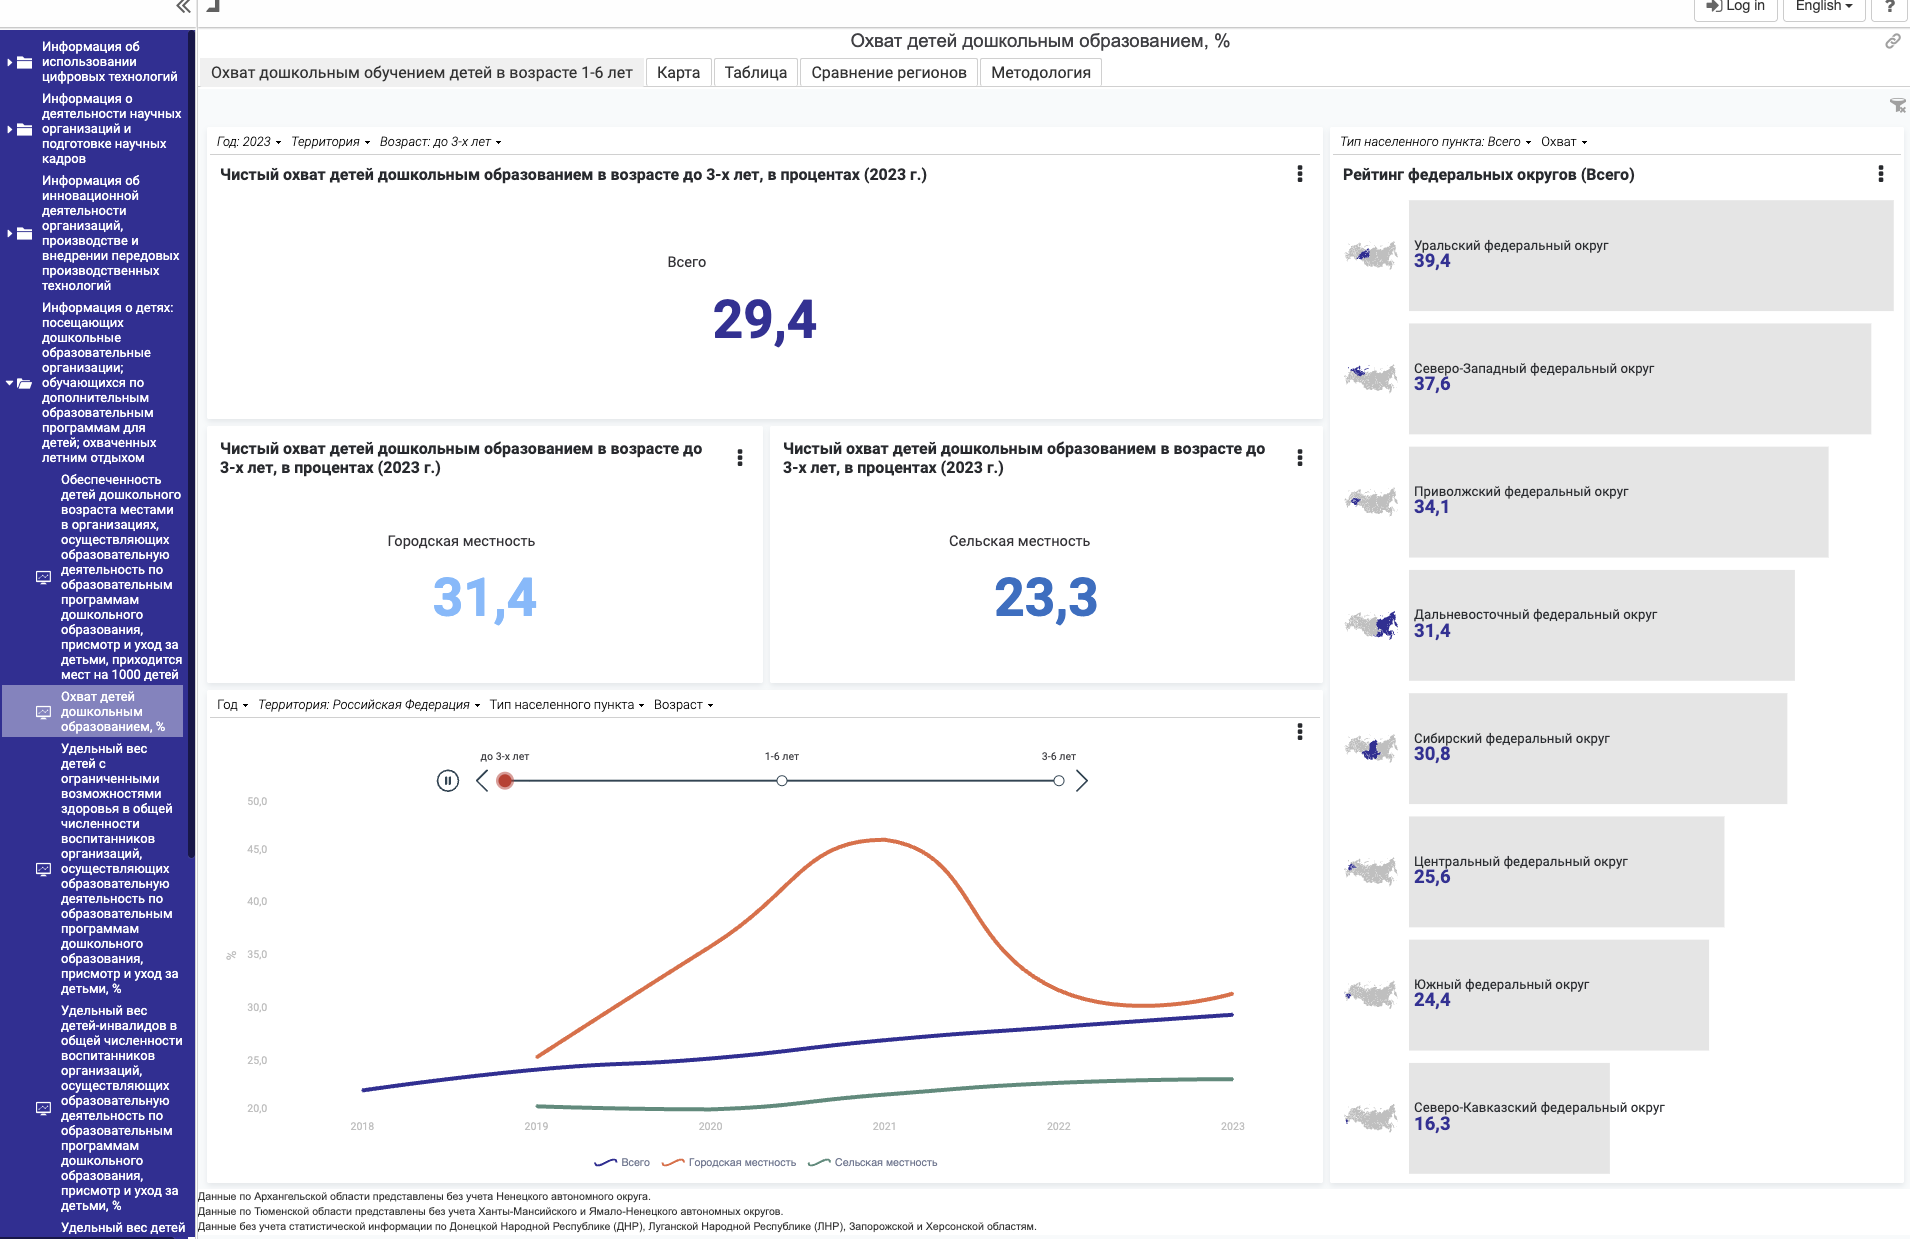 Log in
English
?
Информация об
использовании
цифровых технологий
Информация о
деятельности научных
организаций и
подготовке научных
кадров
Информация об
инновационной
деятельности
организаций,
производстве и
внедрении передовых
производственных
технологий
Информация о детях:
посещающих
дошкольные
образовательные
организации;
обучающихся по
дополнительным
образовательным
программам для
детей; охваченных
летним отдыхом
Обеспеченность
детей дошкольного
возраста местами
в организациях,
осуществляющих
образовательную
деятельность по
образовательным
программам
дошкольного
образования,
присмотр и уход за
детьми, приходится
мест на 1000 детей
Охват детей
дошкольным
образованием, %
Удельный вес
детей с
ограниченными
возможностями
здоровья в общей
численности
воспитанников
организаций,
осуществляющих
образовательную
деятельность по
образовательным
программам
дошкольного
образования,
присмотр и уход за
детьми, %
Удельный вес
детей-инвалидов в
общей численности
воспитанников
организаций,
осуществляющих
образовательную
деятельность по
образовательным
программам
дошкольного
образования,
присмотр и уход за
детьми, %
Удельный вес детей
Охват детей дошкольным образованием, %
Охват дошкольным обучением детей в возрасте 1-6 лет
Карта
Таблица
Сравнение регионов
Методология
Год: 2023 Территория Возраст: до 3-х лет
Чистый охват детей дошкольным образованием в возрасте до 3-х лет, в процентах (2023 г.)
Всего
29,4
Чистый охват детей дошкольным образованием в возрасте до
3-х лет, в процентах (2023 г.)
Городская местность
31,4
Чистый охват детей дошкольным образованием в возрасте до
3-х лет, в процентах (2023 г.)
Сельская местность
23,3
Год Территория: Российская Федерация Тип населенного пункта Возраст
до 3-х лет 1-6 лет 3-6 лет
50,0
45,0
40,0
%
35,0
30,0
25,0
20,0
2018 2019 2020 2021 2022 2023
Всего Городская местность Сельская местность
Тип населенного пункта: Всего Охват
Рейтинг федеральных округов (Всего)
Уральский федеральный округ
39,4
Северо-Западный федеральный округ
37,6
Приволжский федеральный округ
34,1
Дальневосточный федеральный округ
31,4
Сибирский федеральный округ
30,8
Центральный федеральный округ
25,6
Южный федеральный округ
24,4
Северо-Кавказский федеральный округ
16,3
Данные по Архангельской области представлены без учета Ненецкого автономного округа.
Данные по Тюменской области представлены без учета Ханты-Мансийского и Ямало-Ненецкого автономных округов.
Данные без учета статистической информации по Донецкой Народной Республике (ДНР), Луганской Народной Республике (ЛНР), Запорожской и Херсонской областям.